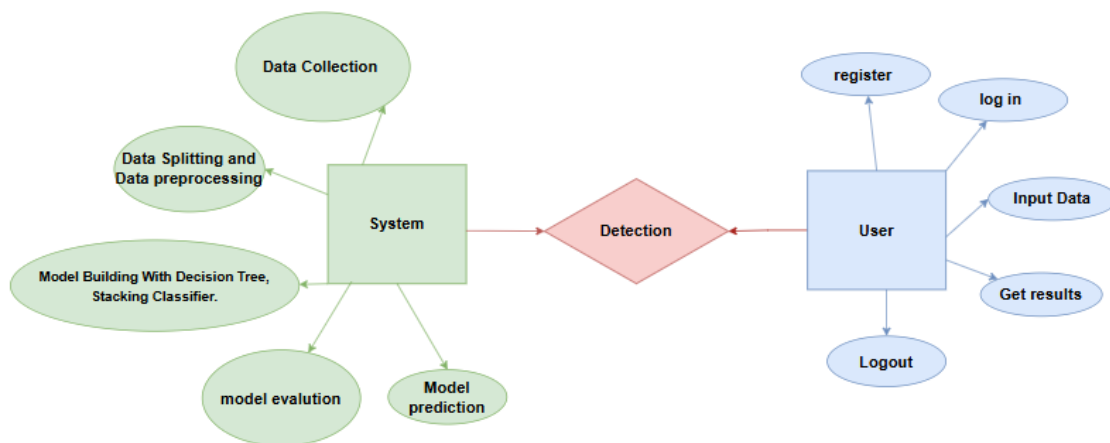 Data Collection
Data Splitting and
Data preprocessing
System
Model Building With Decision Tree,
Stacking Classifier.
model evalution
Model
prediction
Detection
register
log in
User
Input Data
Get results
Logout